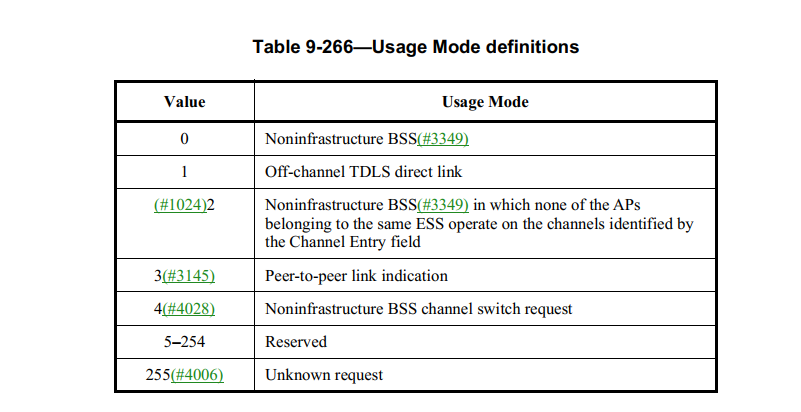 Table 9-266—Usage Mode definitions
Value Usage Mode
0 Noninfrastructure BSS(#3349)
1 Off-channel TDLS direct link
(#1024)2 Noninfrastructure BSS(#3349) in which none of the APs
belonging to the same ESS operate on the channels identified by
the Channel Entry field
3(#3145) Peer-to-peer link indication
4(#4028) Noninfrastructure BSS channel switch request
5–254 Reserved
255(#4006) Unknown request